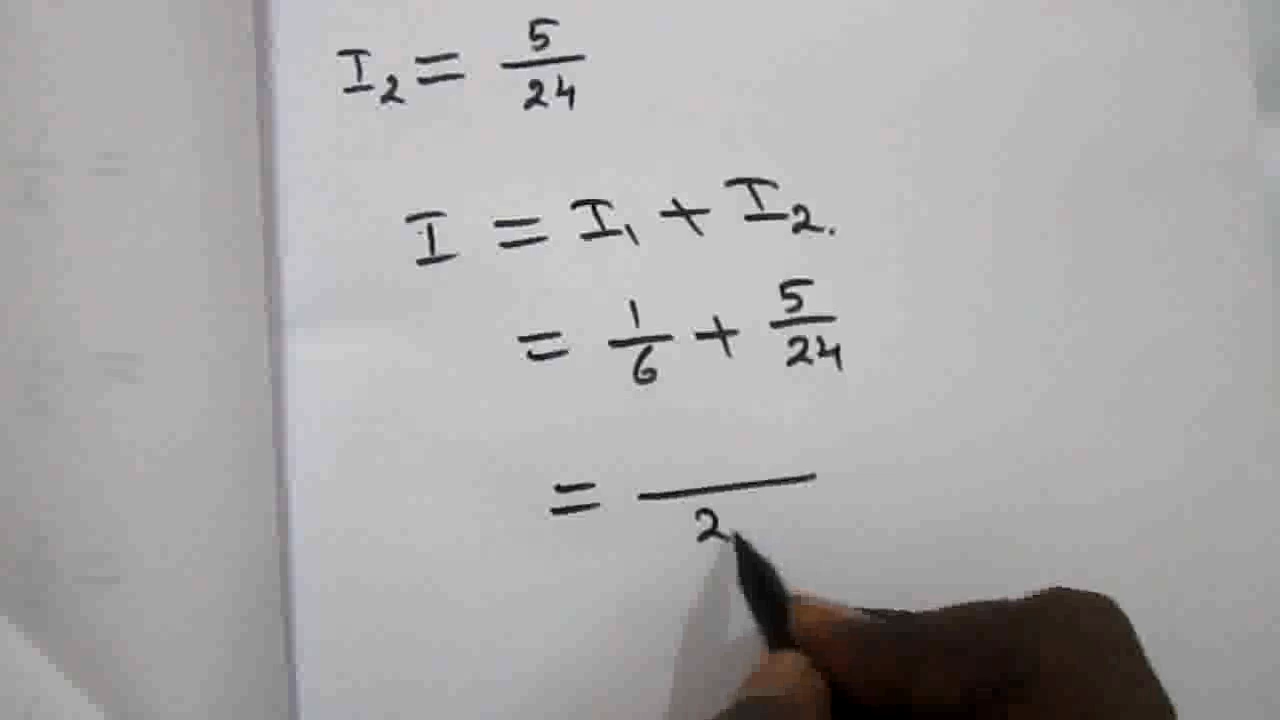 I₂ = 5/24
I = I₁ + I₂.
= 1/6 + 5/24
= /2